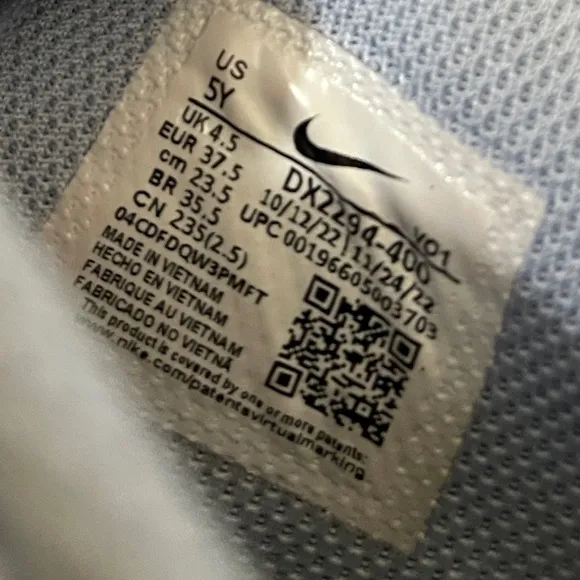 US
5Y
UK 4.5
EUR 37.5
cm 23.5
BR 35.5
CN 235(2.5)
04CDFDQW3PMFT
DX2294-400 V01
10/12/22 | 11/24/22
UPC 00196605003703
MADE IN VIETNAM
HECHO EN VIETNAM
FABRIQUE AU VIETNAM
FABRICADO NO VIETNA
This product is covered by one or more patents:
www.nike.com/patentsvirtualmarking